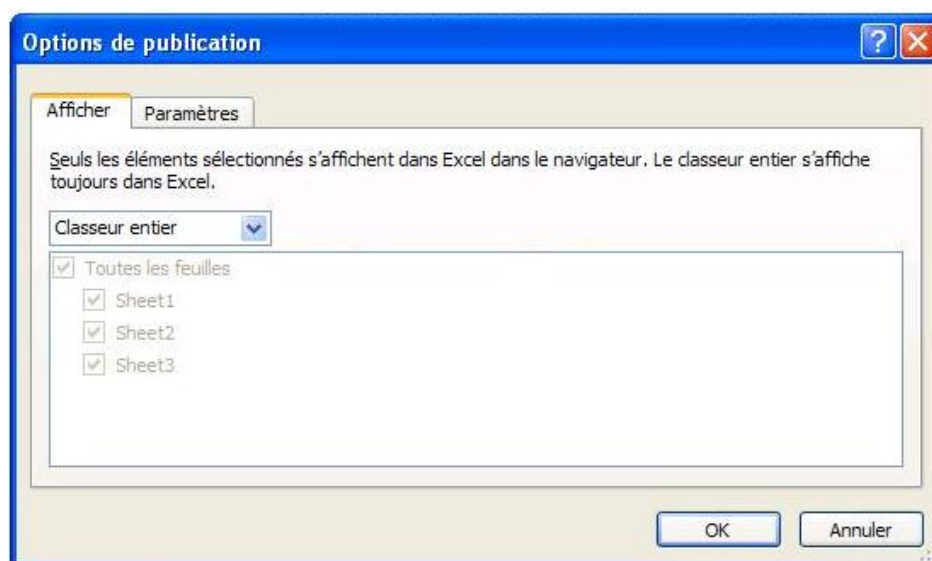 Options de publication
Afficher
Paramètres
Seuls les éléments sélectionnés s'affichent dans Excel dans le navigateur. Le classeur entier s'affiche
toujours dans Excel.
Classeur entier
Toutes les feuilles
Sheet1
Sheet2
Sheet3
OK
Annuler